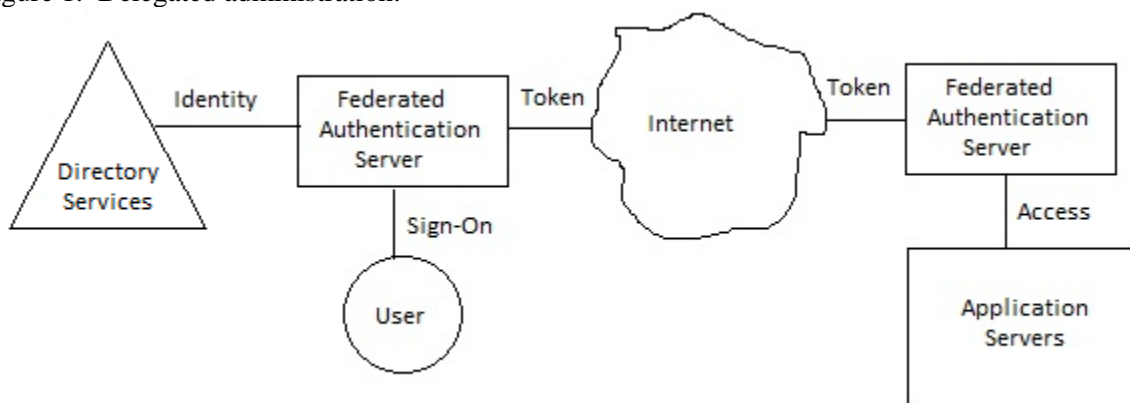 gure 1. Delegated administration.
Identity
Federated
Authentication
Server
Token
Internet
Token
Federated
Authentication
Server
Directory
Services
Sign-On
Access
User
Application
Servers